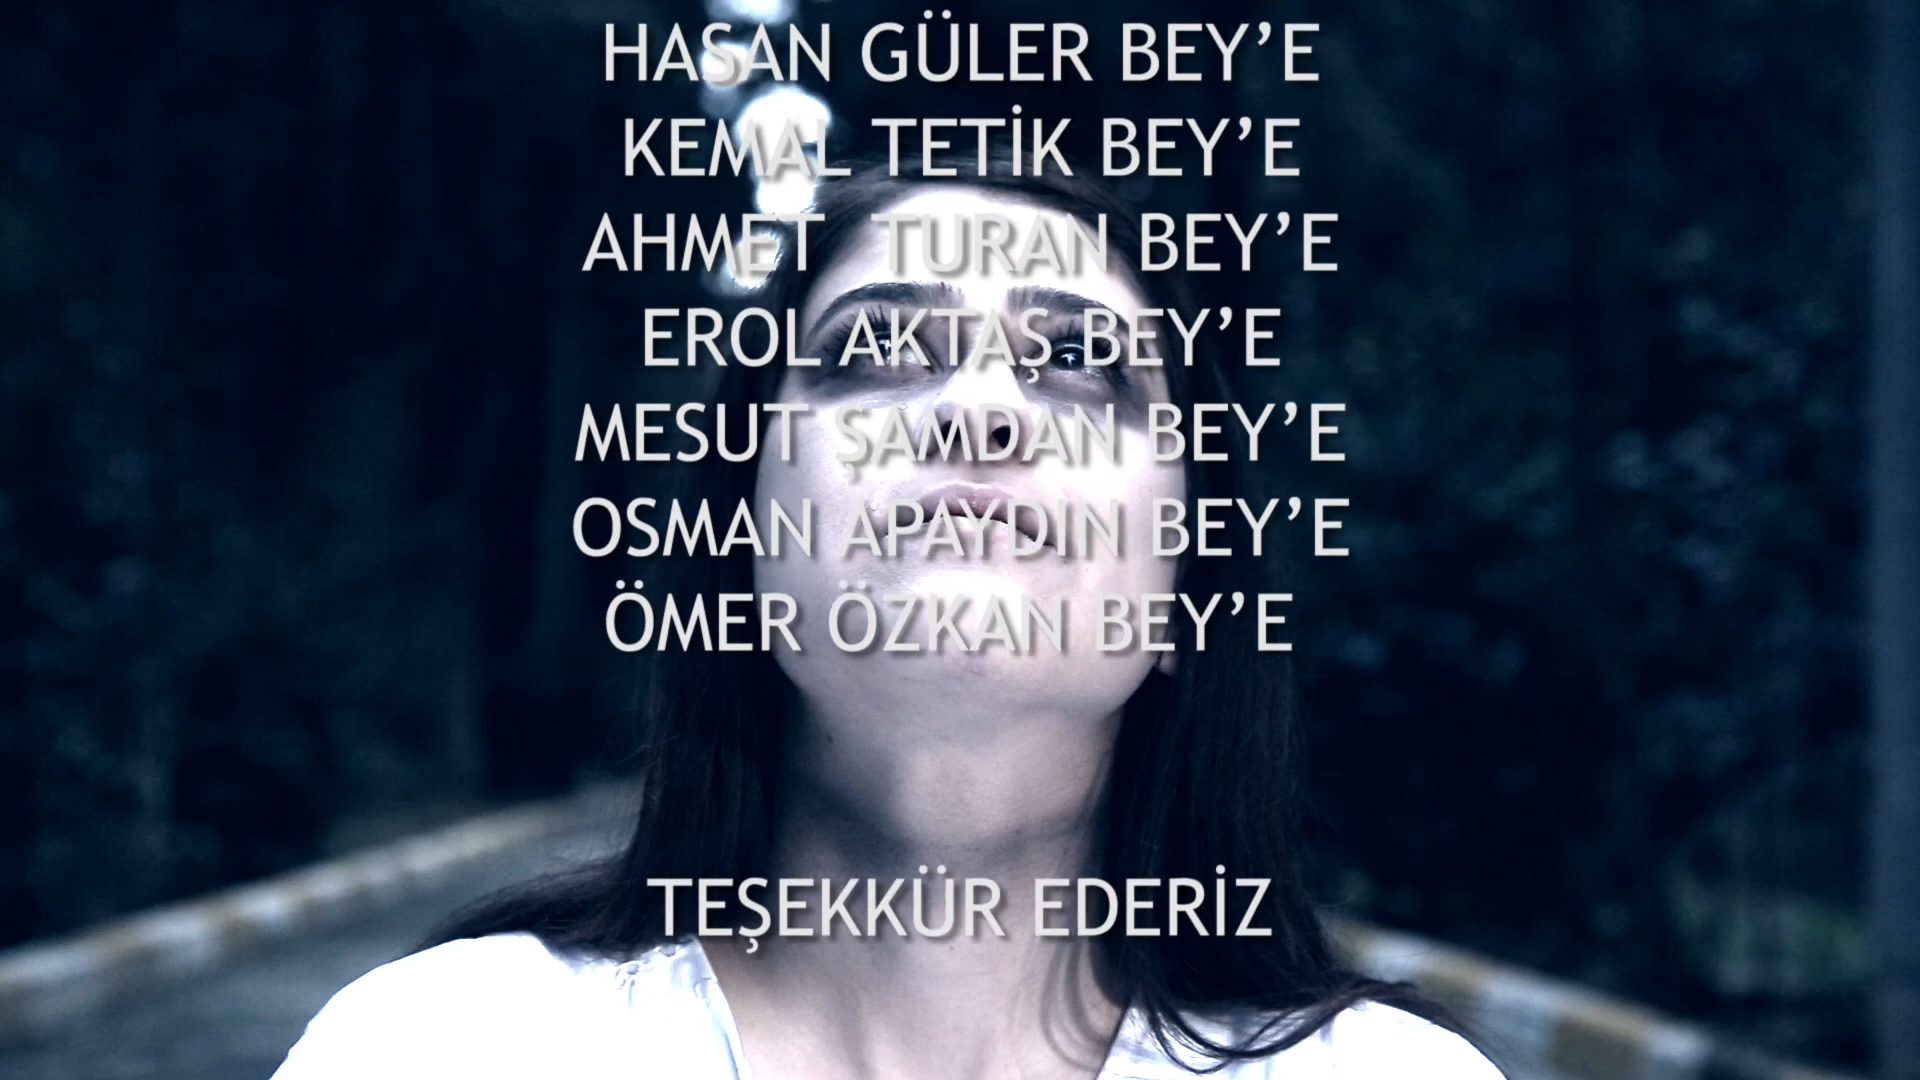 HASAN GÜLER BEY’E
KEMAL TETİK BEY’E
AHMET TURAN BEY’E
EROL AKTAŞ BEY’E
MESUT ŞAMDAN BEY’E
OSMAN APAYDIN BEY’E
ÖMER ÖZKAN BEY’E
TEŞEKKÜR EDERİZ